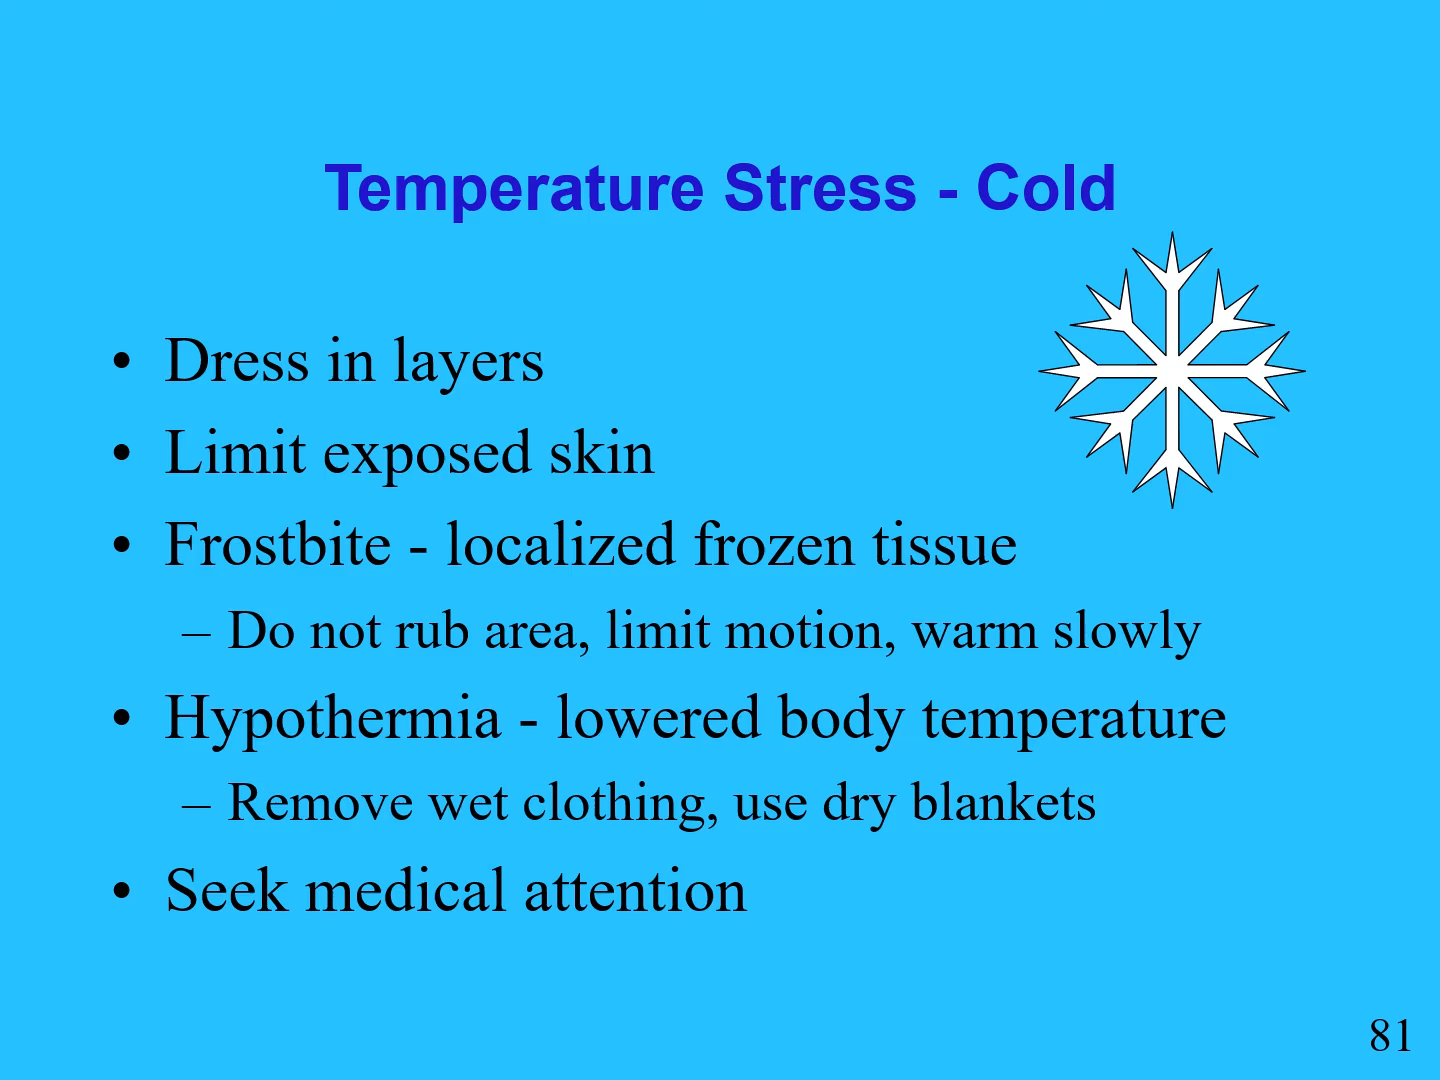 Temperature Stress - Cold
• Dress in layers
• Limit exposed skin
• Frostbite - localized frozen tissue
– Do not rub area, limit motion, warm slowly
• Hypothermia - lowered body temperature
– Remove wet clothing, use dry blankets
• Seek medical attention
81